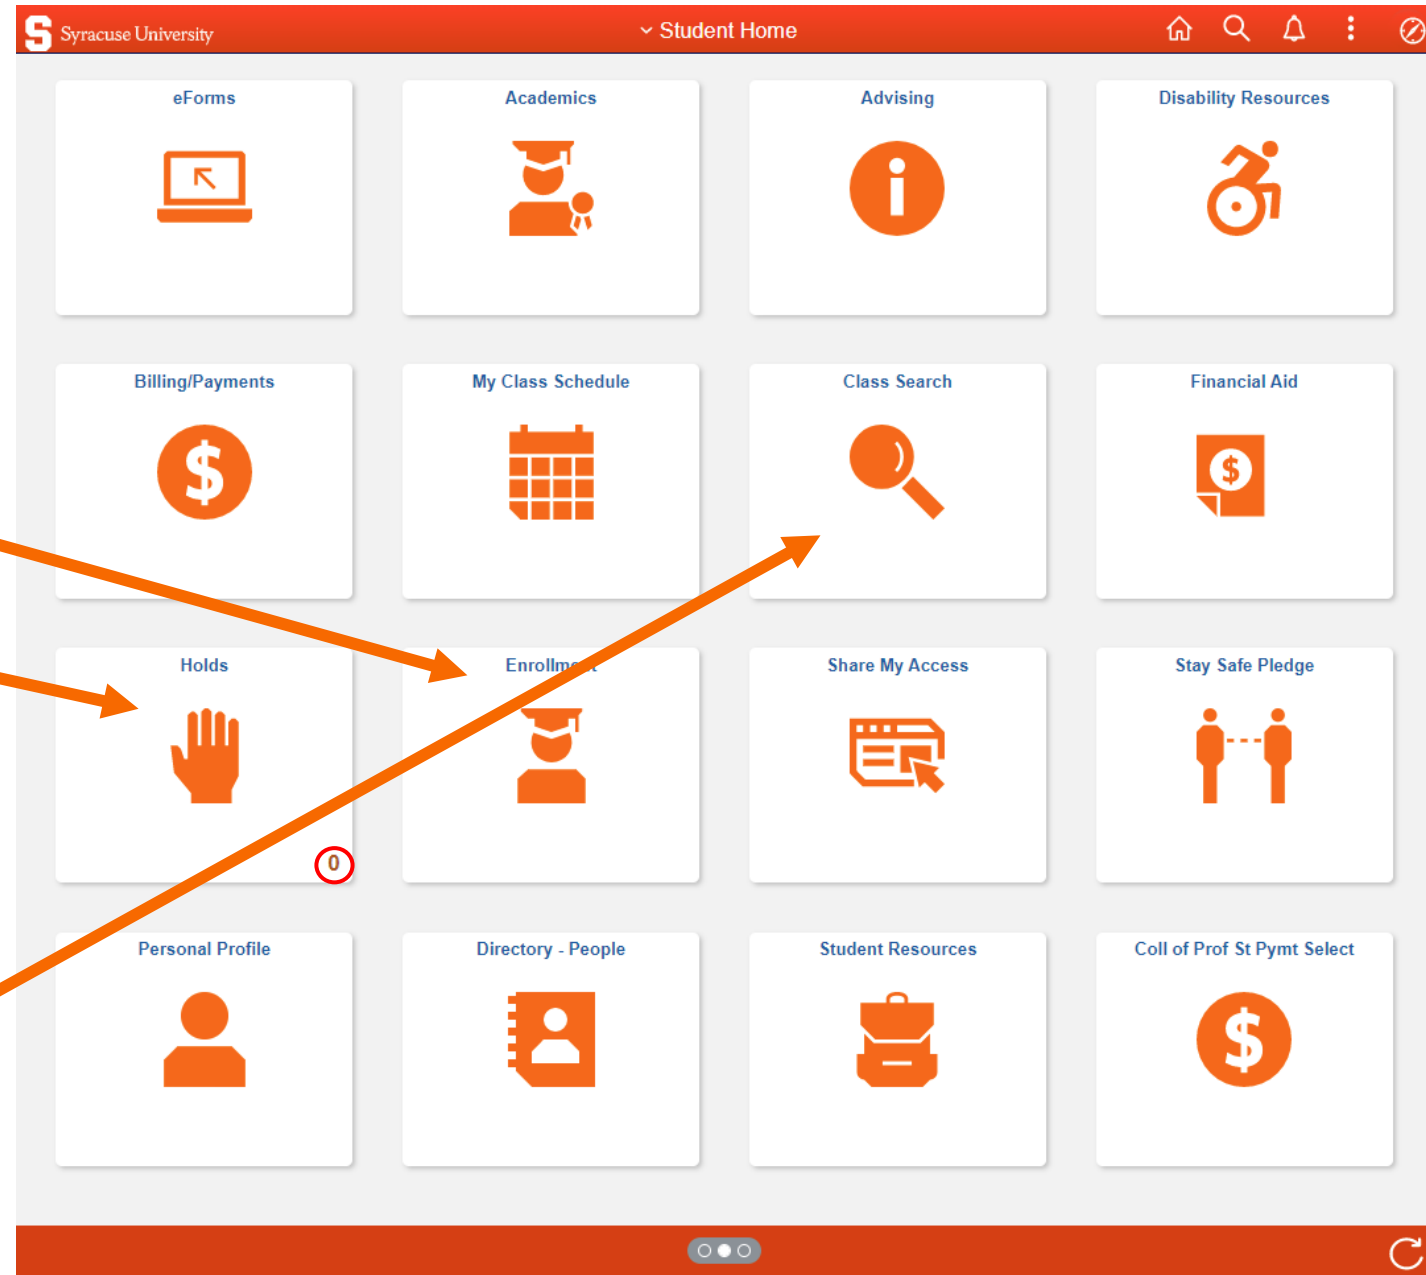 S Syracuse University
Student Home
eForms
Academics
Advising
Disability Resources
Billing/Payments
My Class Schedule
Class Search
Financial Aid
Holds
Enrollment
Share My Access
Stay Safe Pledge
0
Personal Profile
Directory - People
Student Resources
Coll of Prof St Pymt Select